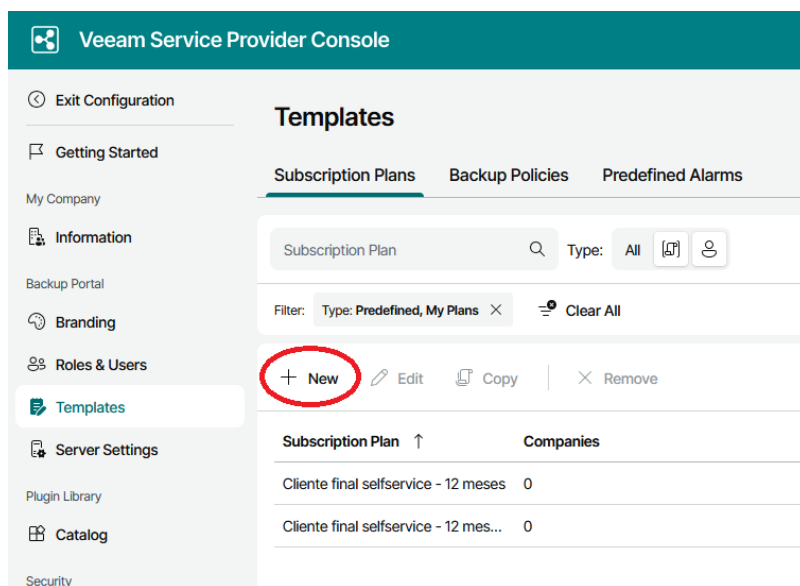 Veeam Service Provider Console
Exit Configuration
Getting Started
My Company
Information
Backup Portal
Branding
Roles & Users
Templates
Server Settings
Plugin Library
Catalog
Security
Templates
Subscription Plans Backup Policies Predefined Alarms
Subscription Plan Type: All
Filter: Type: Predefined, My Plans Clear All
New Edit Copy Remove
Subscription Plan Companies
Cliente final selfservice - 12 meses 0
Cliente final selfservice - 12 mes... 0